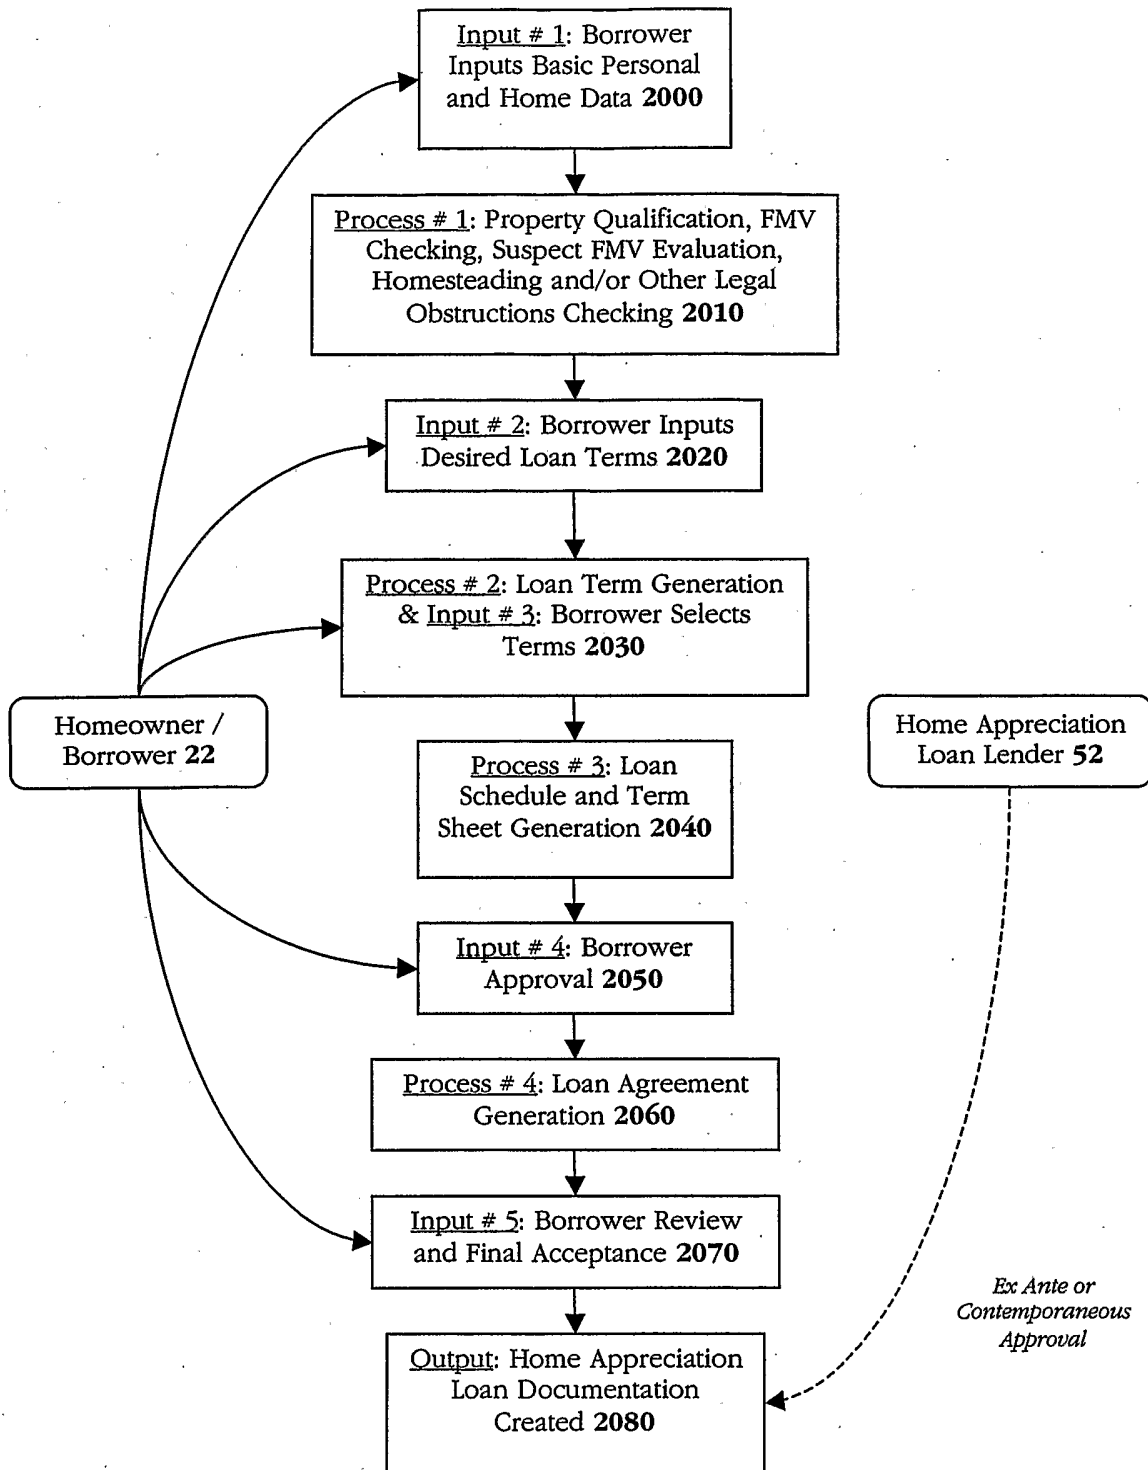 Input # 1: Borrower
Inputs Basic Personal
and Home Data 2000
Process # 1: Property Qualification, FMV
Checking, Suspect FMV Evaluation,
Homesteading and/or Other Legal
Obstructions Checking 2010
Input # 2: Borrower Inputs
Desired Loan Terms 2020
Process # 2: Loan Term Generation
& Input # 3: Borrower Selects
Terms 2030
Homeowner /
Borrower 22
Home Appreciation
Loan Lender 52
Process # 3: Loan
Schedule and Term
Sheet Generation 2040
Input # 4: Borrower
Approval 2050
Process # 4: Loan Agreement
Generation 2060
Input # 5: Borrower Review
and Final Acceptance 2070
Ex Ante or
Contemporaneous
Approval
Output: Home Appreciation
Loan Documentation
Created 2080